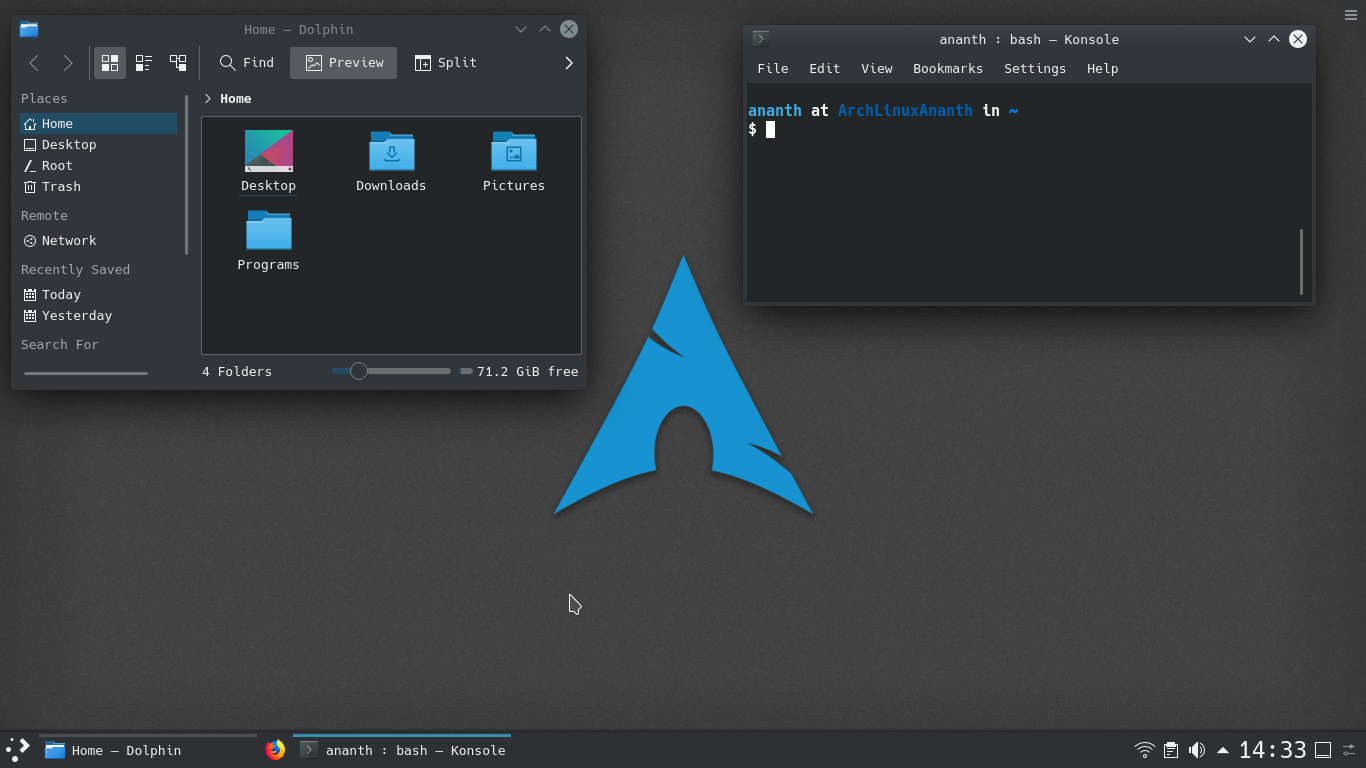 Home — Dolphin
Find
Preview
Split
Places
Home
Desktop
Root
Trash
Remote
Network
Recently Saved
Today
Yesterday
Search For
Home
Desktop
Downloads
Pictures
Programs
4 Folders
71.2 GiB free
ananth : bash — Konsole
File Edit View Bookmarks Settings Help
ananth at ArchLinuxAnanth in ~
$
Home — Dolphin
ananth : bash — Konsole
14:33